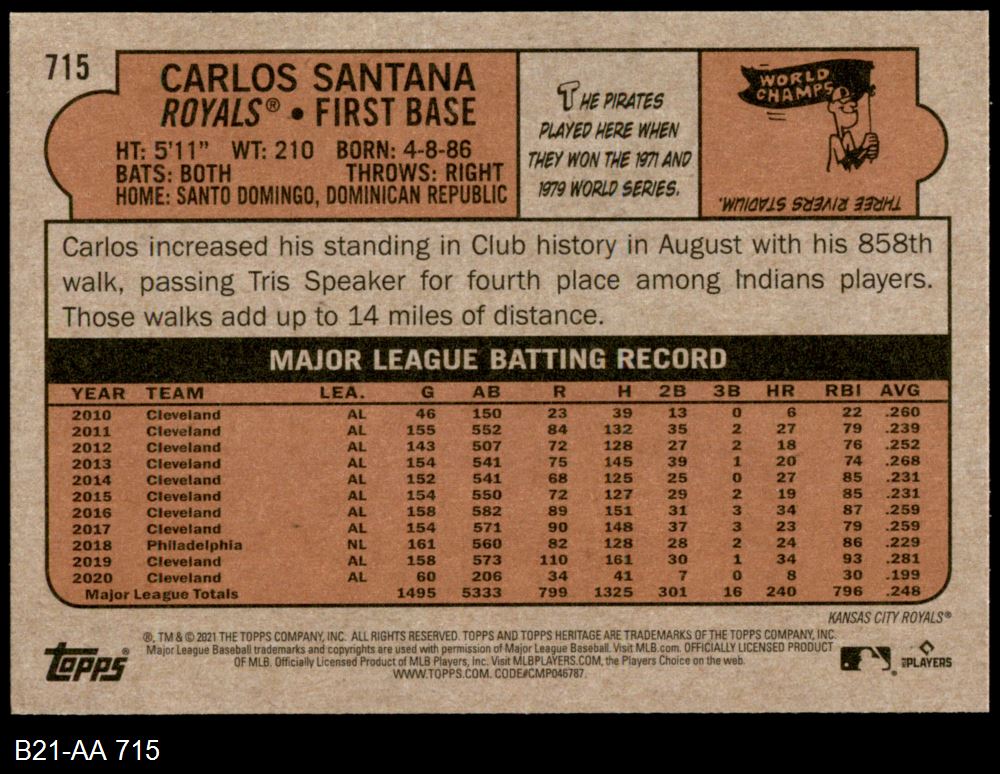 715
CARLOS SANTANA
ROYALS® • FIRST BASE
HT: 5'11" WT: 210 BORN: 4-8-86
BATS: BOTH THROWS: RIGHT
HOME: SANTO DOMINGO, DOMINICAN REPUBLIC
THE PIRATES
PLAYED HERE WHEN
THEY WON THE 1971 AND
1979 WORLD SERIES.
WORLD
CHAMPS
THREE RIVERS STADIUM.
Carlos increased his standing in Club history in August with his 858th
walk, passing Tris Speaker for fourth place among Indians players.
Those walks add up to 14 miles of distance.
MAJOR LEAGUE BATTING RECORD
YEAR TEAM LEA. G AB R H 2B 3B HR RBI AVG
2010 Cleveland AL 46 150 23 39 13 0 6 22 .260
2011 Cleveland AL 155 552 84 132 35 2 27 79 .239
2012 Cleveland AL 143 507 72 128 27 2 18 76 .252
2013 Cleveland AL 154 541 75 145 39 1 20 74 .268
2014 Cleveland AL 152 541 68 125 25 0 27 85 .231
2015 Cleveland AL 154 550 72 127 29 2 19 85 .231
2016 Cleveland AL 158 582 89 151 31 3 34 87 .259
2017 Cleveland AL 154 571 90 148 37 3 23 79 .259
2018 Philadelphia NL 161 560 82 128 28 2 24 86 .229
2019 Cleveland AL 158 573 110 161 30 1 34 93 .281
2020 Cleveland AL 60 206 34 41 7 0 8 30 .199
Major League Totals 1495 5333 799 1325 301 16 240 796 .248
KANSAS CITY ROYALS®
®, TM & © 2021 THE TOPPS COMPANY, INC. ALL RIGHTS RESERVED. TOPPS AND TOPPS HERITAGE ARE TRADEMARKS OF THE TOPPS COMPANY, INC.
Major League Baseball trademarks and copyrights are used with permission of Major League Baseball. Visit MLB.com. OFFICIALLY LICENSED PRODUCT
OF MLB. Officially Licensed Product of MLB Players, Inc. Visit MLBPLAYERS.COM, the Players Choice on the web.
WWW.TOPPS.COM. CODE#CMP046787.
topps®
MLB PLAYERS
B21-AA 715